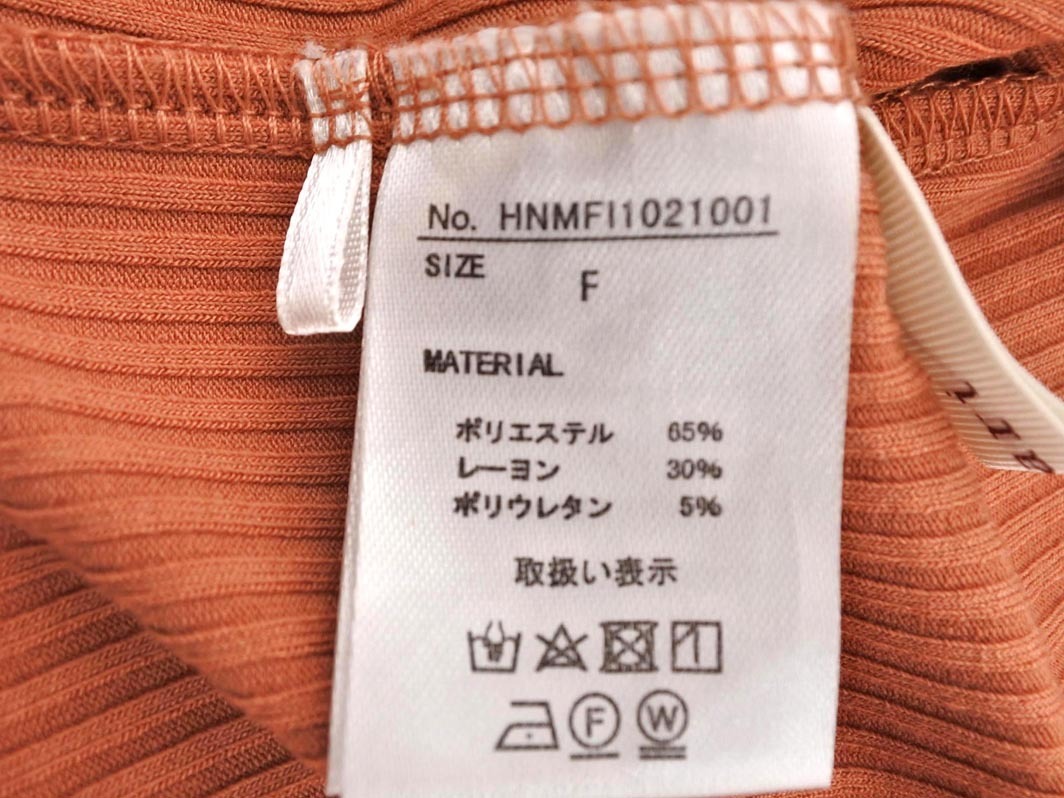 No. HNMFI1021001
SIZE
F
MATERIAL
ポリエステル 65%
レーヨン 30%
ポリウレタン 5%
取扱い表示
F W